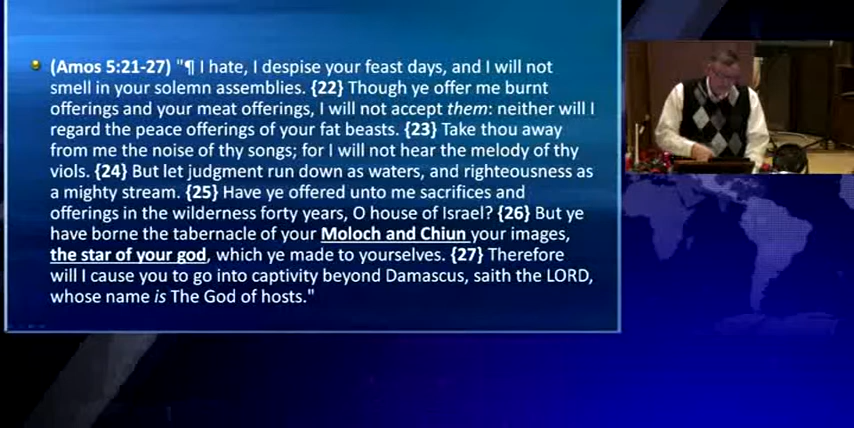 (Amos 5:21-27) "¶ I hate, I despise your feast days, and I will not
smell in your solemn assemblies. {22} Though ye offer me burnt
offerings and your meat offerings, I will not accept them: neither will I
regard the peace offerings of your fat beasts. {23} Take thou away
from me the noise of thy songs; for I will not hear the melody of thy
viols. {24} But let judgment run down as waters, and righteousness as
a mighty stream. {25} Have ye offered unto me sacrifices and
offerings in the wilderness forty years, O house of Israel? {26} But ye
have borne the tabernacle of your Moloch and Chiun your images,
the star of your god, which ye made to yourselves. {27} Therefore
will I cause you to go into captivity beyond Damascus, saith the LORD,
whose name is The God of hosts."